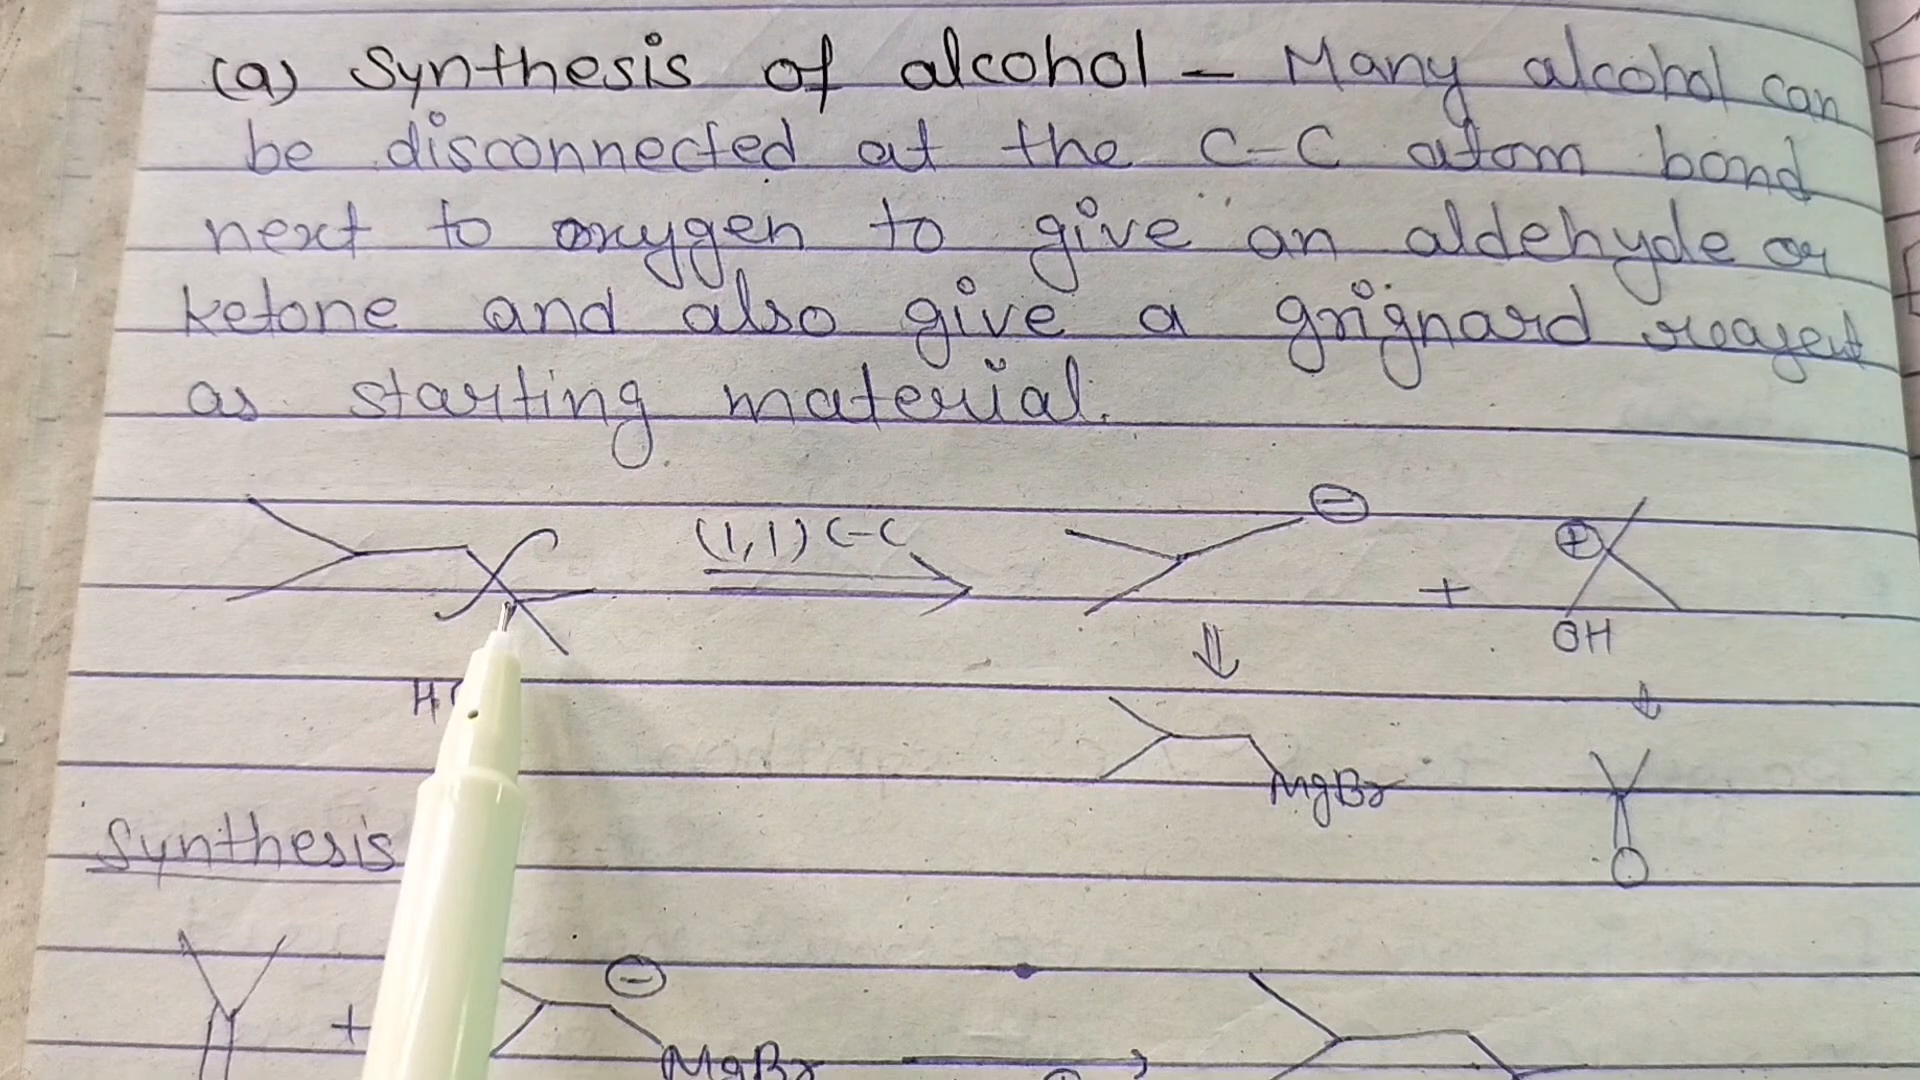 (a) Synthesis of alcohol - Many alcohol can
be disconnected at the C-C atom bond
next to oxygen to give an aldehyde or
ketone and also give a grignard reagent
as starting material.
(1,1) C-C
⊖
⊕
+
OH
H
MgBr
O
Synthesis
+
⊖
MgBr